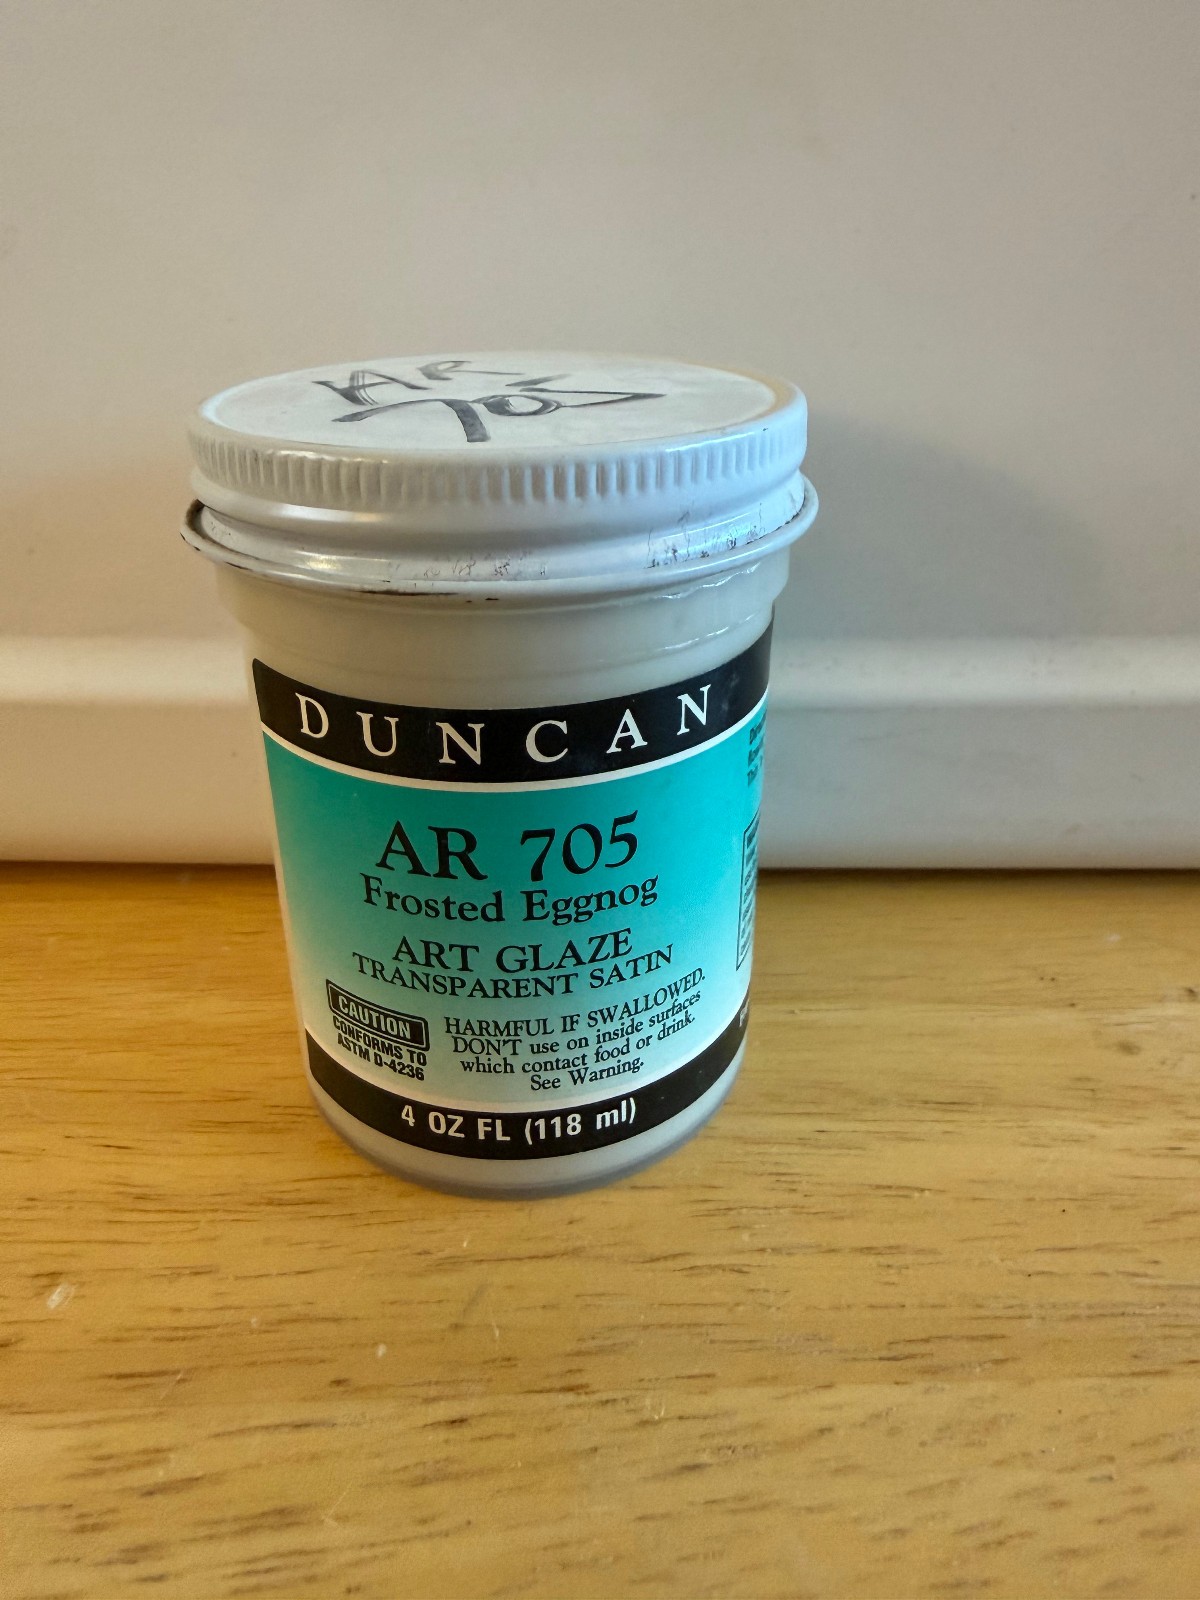 AR
705
DUNCAN
AR 705
Frosted Eggnog
ART GLAZE
TRANSPARENT SATIN
CAUTION
CONFORMS TO
ASTM D-4236
HARMFUL IF SWALLOWED.
DON'T use on inside surfaces
which contact food or drink.
See Warning.
4 OZ FL (118 ml)